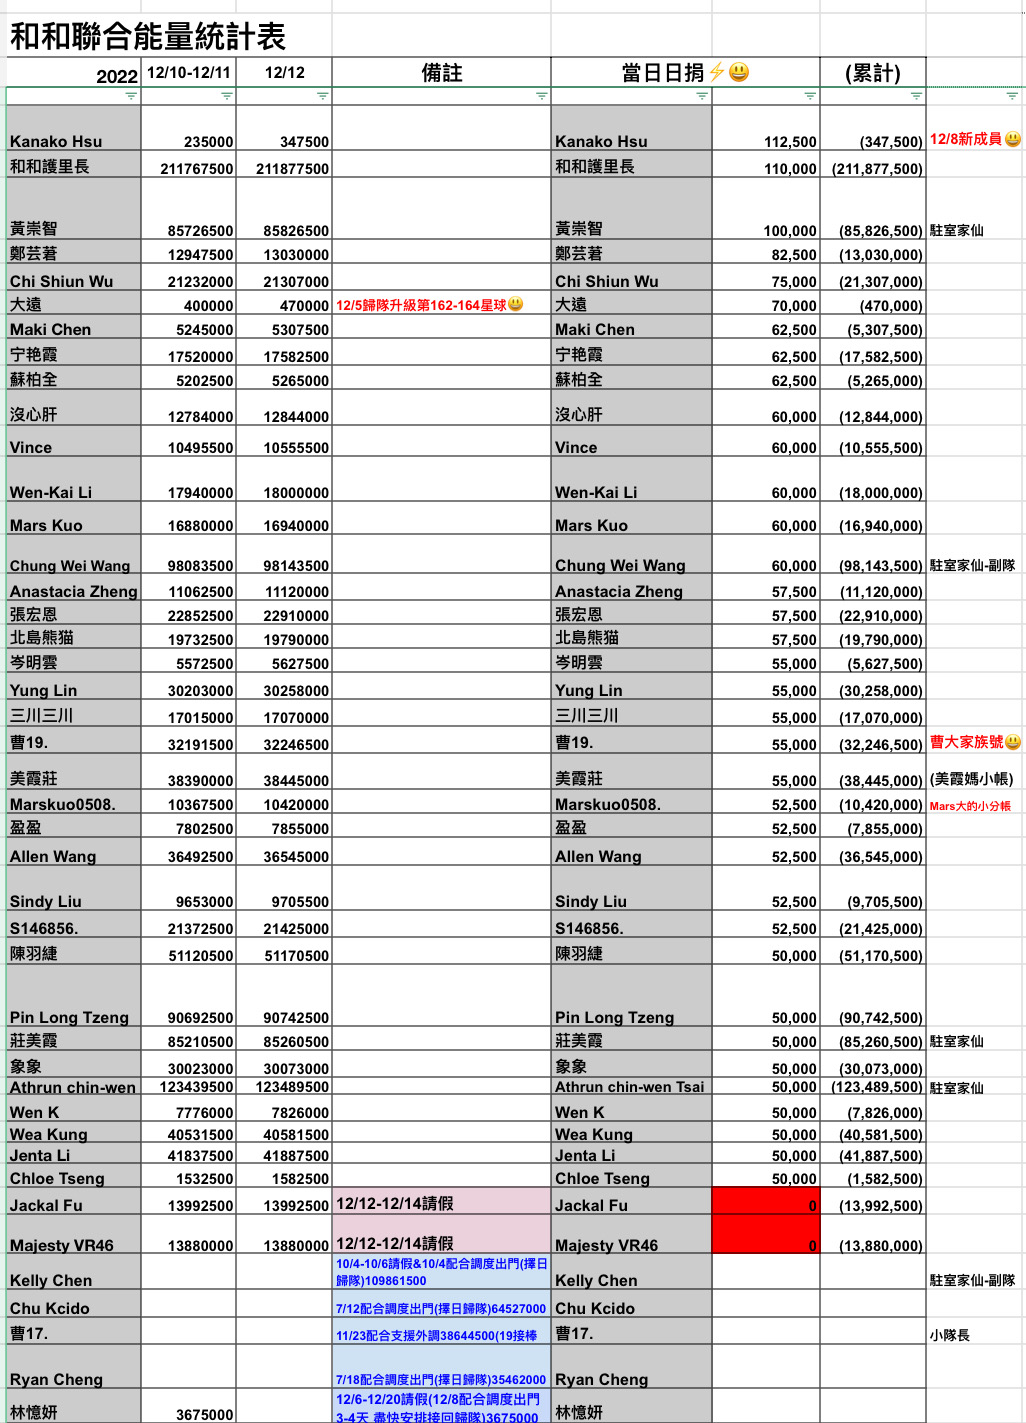 和和聯合能量統計表
2022 12/10-12/11 12/12 備註 當日日捐⚡😃 (累計)
Kanako Hsu 235000 347500 Kanako Hsu 112,500 (347,500) 12/8新成員😃
和和護里長 211767500 211877500 和和護里長 110,000 (211,877,500)
黃崇智 85726500 85826500 黃崇智 100,000 (85,826,500) 駐室家仙
鄭芸著 12947500 13030000 鄭芸著 82,500 (13,030,000)
Chi Shiun Wu 21232000 21307000 Chi Shiun Wu 75,000 (21,307,000)
大遠 400000 470000 12/5歸隊升級第162-164星球😃 大遠 70,000 (470,000)
Maki Chen 5245000 5307500 Maki Chen 62,500 (5,307,500)
宁艳霞 17520000 17582500 宁艳霞 62,500 (17,582,500)
蘇柏全 5202500 5265000 蘇柏全 62,500 (5,265,000)
沒心肝 12784000 12844000 沒心肝 60,000 (12,844,000)
Vince 10495500 10555500 Vince 60,000 (10,555,500)
Wen-Kai Li 17940000 18000000 Wen-Kai Li 60,000 (18,000,000)
Mars Kuo 16880000 16940000 Mars Kuo 60,000 (16,940,000)
Chung Wei Wang 98083500 98143500 Chung Wei Wang 60,000 (98,143,500) 駐室家仙-副隊
Anastacia Zheng 11062500 11120000 Anastacia Zheng 57,500 (11,120,000)
張宏恩 22852500 22910000 張宏恩 57,500 (22,910,000)
北島熊猫 19732500 19790000 北島熊猫 57,500 (19,790,000)
岑明雲 5572500 5627500 岑明雲 55,000 (5,627,500)
Yung Lin 30203000 30258000 Yung Lin 55,000 (30,258,000)
三川三川 17015000 17070000 三川三川 55,000 (17,070,000)
曹19. 32191500 32246500 曹19. 55,000 (32,246,500) 曹大家族號😃
美霞莊 38390000 38445000 美霞莊 55,000 (38,445,000) (美霞媽小帳)
Marskuo0508. 10367500 10420000 Marskuo0508. 52,500 (10,420,000) Mars大的小分帳
盈盈 7802500 7855000 盈盈 52,500 (7,855,000)
Allen Wang 36492500 36545000 Allen Wang 52,500 (36,545,000)
Sindy Liu 9653000 9705500 Sindy Liu 52,500 (9,705,500)
S146856. 21372500 21425000 S146856. 52,500 (21,425,000)
陳羽緁 51120500 51170500 陳羽緁 50,000 (51,170,500)
Pin Long Tzeng 90692500 90742500 Pin Long Tzeng 50,000 (90,742,500)
莊美霞 85210500 85260500 莊美霞 50,000 (85,260,500) 駐室家仙
象象 30023000 30073000 象象 50,000 (30,073,000)
Athrun chin-wen 123439500 123489500 Athrun chin-wen Tsai 50,000 (123,489,500) 駐室家仙
Wen K 7776000 7826000 Wen K 50,000 (7,826,000)
Wea Kung 40531500 40581500 Wea Kung 50,000 (40,581,500)
Jenta Li 41837500 41887500 Jenta Li 50,000 (41,887,500)
Chloe Tseng 1532500 1582500 Chloe Tseng 50,000 (1,582,500)
Jackal Fu 13992500 13992500 12/12-12/14請假 Jackal Fu 0 (13,992,500)
Majesty VR46 13880000 13880000 12/12-12/14請假 Majesty VR46 0 (13,880,000)
10/4-10/6請假&10/4配合調度出門(擇日
Kelly Chen 歸隊)109861500 Kelly Chen 駐室家仙-副隊
Chu Kcido 7/12配合調度出門(擇日歸隊)64527000 Chu Kcido
曹17. 11/23配合支援外調38644500(19接棒 曹17. 小隊長
Ryan Cheng 7/18配合調度出門(擇日歸隊)35462000 Ryan Cheng
12/6-12/20請假(12/8配合調度出門
林憶妍 3675000 3-4天 盡快安排接回歸隊)3675000 林憶妍